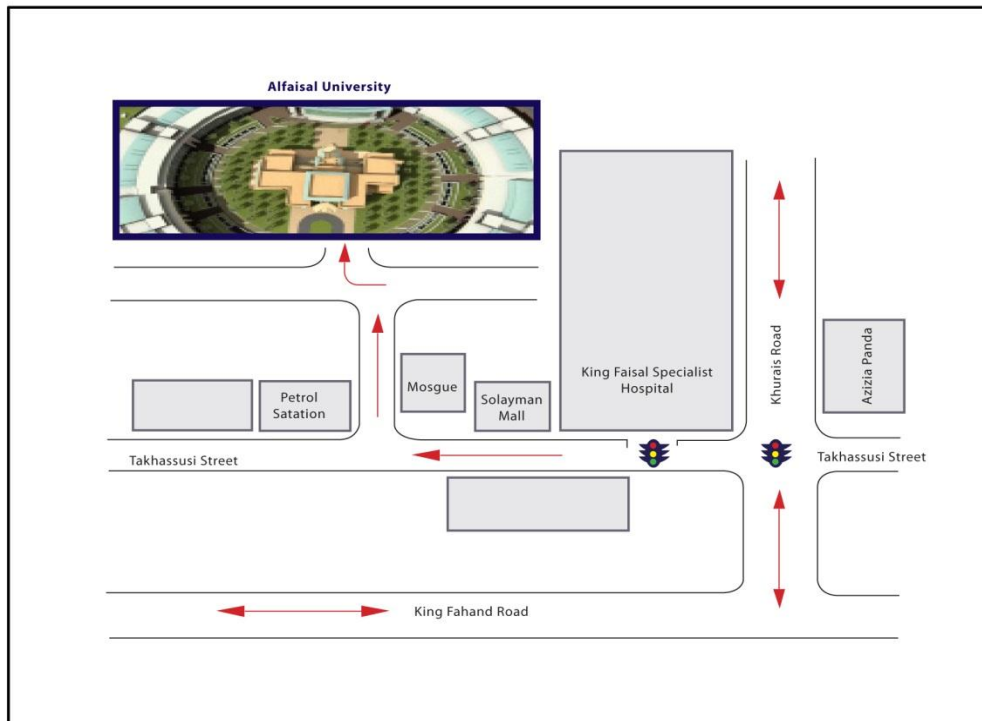 Alfaisal University
Khurais Road
Azizia Panda
King Faisal Specialist
Hospital
Mosgue
Solayman
Mall
Petrol
Satation
Takhassusi Street
Takhassusi Street
King Fahand Road